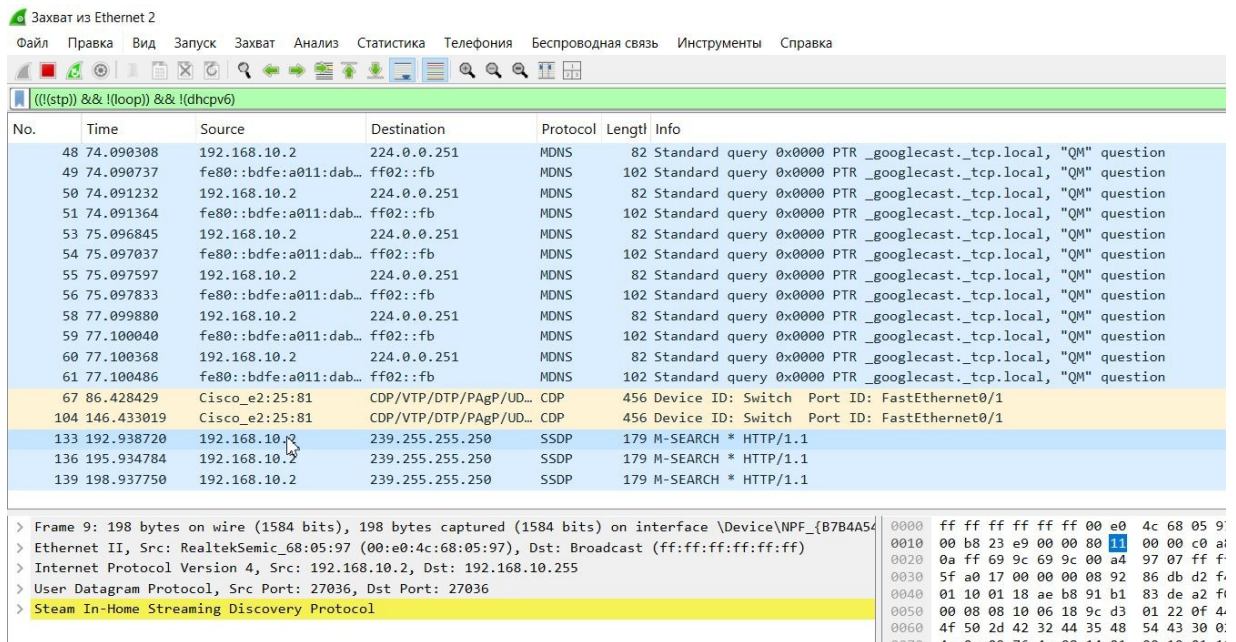 Захват из Ethernet 2
Файл Правка Вид Запуск Захват Анализ Статистика Телефония Беспроводная связь Инструменты Справка
((!(stp)) && !(loop)) && !(dhcpv6)
No. Time Source Destination Protocol Lengtl Info
48 74.090308 192.168.10.2 224.0.0.251 MDNS 82 Standard query 0x0000 PTR _googlecast._tcp.local, "QM" question
49 74.090737 fe80::bdfe:a011:dab… ff02::fb MDNS 102 Standard query 0x0000 PTR _googlecast._tcp.local, "QM" question
50 74.091232 192.168.10.2 224.0.0.251 MDNS 82 Standard query 0x0000 PTR _googlecast._tcp.local, "QM" question
51 74.091364 fe80::bdfe:a011:dab… ff02::fb MDNS 102 Standard query 0x0000 PTR _googlecast._tcp.local, "QM" question
53 75.096845 192.168.10.2 224.0.0.251 MDNS 82 Standard query 0x0000 PTR _googlecast._tcp.local, "QM" question
54 75.097037 fe80::bdfe:a011:dab… ff02::fb MDNS 102 Standard query 0x0000 PTR _googlecast._tcp.local, "QM" question
55 75.097597 192.168.10.2 224.0.0.251 MDNS 82 Standard query 0x0000 PTR _googlecast._tcp.local, "QM" question
56 75.097833 fe80::bdfe:a011:dab… ff02::fb MDNS 102 Standard query 0x0000 PTR _googlecast._tcp.local, "QM" question
58 77.099880 192.168.10.2 224.0.0.251 MDNS 82 Standard query 0x0000 PTR _googlecast._tcp.local, "QM" question
59 77.100040 fe80::bdfe:a011:dab… ff02::fb MDNS 102 Standard query 0x0000 PTR _googlecast._tcp.local, "QM" question
60 77.100368 192.168.10.2 224.0.0.251 MDNS 82 Standard query 0x0000 PTR _googlecast._tcp.local, "QM" question
61 77.100486 fe80::bdfe:a011:dab… ff02::fb MDNS 102 Standard query 0x0000 PTR _googlecast._tcp.local, "QM" question
67 86.428429 Cisco_e2:25:81 CDP/VTP/DTP/PAgP/UD… CDP 456 Device ID: Switch Port ID: FastEthernet0/1
104 146.433019 Cisco_e2:25:81 CDP/VTP/DTP/PAgP/UD… CDP 456 Device ID: Switch Port ID: FastEthernet0/1
133 192.938720 192.168.10.2 239.255.255.250 SSDP 179 M-SEARCH * HTTP/1.1
136 195.934784 192.168.10.2 239.255.255.250 SSDP 179 M-SEARCH * HTTP/1.1
139 198.937750 192.168.10.2 239.255.255.250 SSDP 179 M-SEARCH * HTTP/1.1
Frame 9: 198 bytes on wire (1584 bits), 198 bytes captured (1584 bits) on interface \Device\NPF_{B7B4A54
Ethernet II, Src: RealtekSemic_68:05:97 (00:e0:4c:68:05:97), Dst: Broadcast (ff:ff:ff:ff:ff:ff)
Internet Protocol Version 4, Src: 192.168.10.2, Dst: 192.168.10.255
User Datagram Protocol, Src Port: 27036, Dst Port: 27036
Steam In-Home Streaming Discovery Protocol
0000 ff ff ff ff ff ff 00 e0 4c 68 05 97
0010 00 b8 23 e9 00 00 80 11 00 00 c0 a8
0020 0a ff 69 9c 69 9c 00 a4 97 07 ff ff
0030 5f a0 17 00 00 00 08 92 86 db d2 f4
0040 01 10 01 18 ae b8 91 b1 83 de a2 f0
0050 00 08 08 10 06 18 9c d3 01 22 0f 44
0060 4f 50 2d 42 32 44 35 48 54 43 30 02